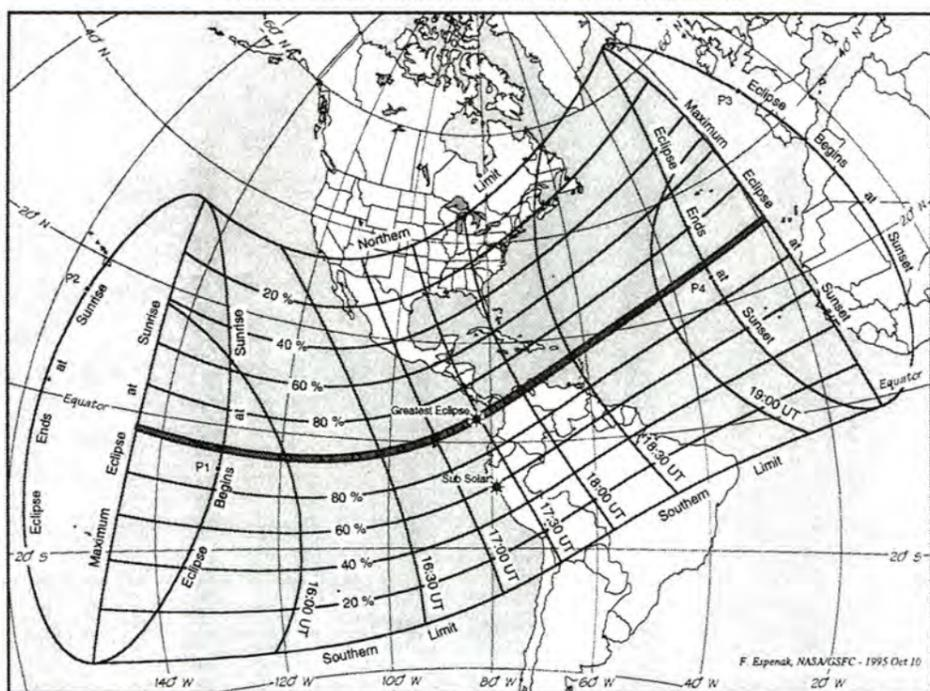 40 N
60 N
60 N
40 N
P3
Eclipse
Begins
at
Sunset
Maximum
Eclipse
at
Sunset
Eclipse
Ends
at
Sunset
P4
20 N
20 N
Northern
Limit
P2
Eclipse
Ends
at
Sunrise
Maximum
Eclipse
at
Sunrise
Eclipse
Begins
at
Sunrise
P1
20 %
40 %
60 %
80 %
Greatest Eclipse
Equator
Equator
Sub Solar
80 %
60 %
40 %
20 %
16:00 UT
16:30 UT
17:00 UT
17:30 UT
18:00 UT
18:30 UT
19:00 UT
Southern
Limit
Southern
Limit
20 S
20 S
F. Espenak, NASA/GSFC - 1995 Oct 10
140 W
120 W
100 W
80 W
60 W
40 W
20 W